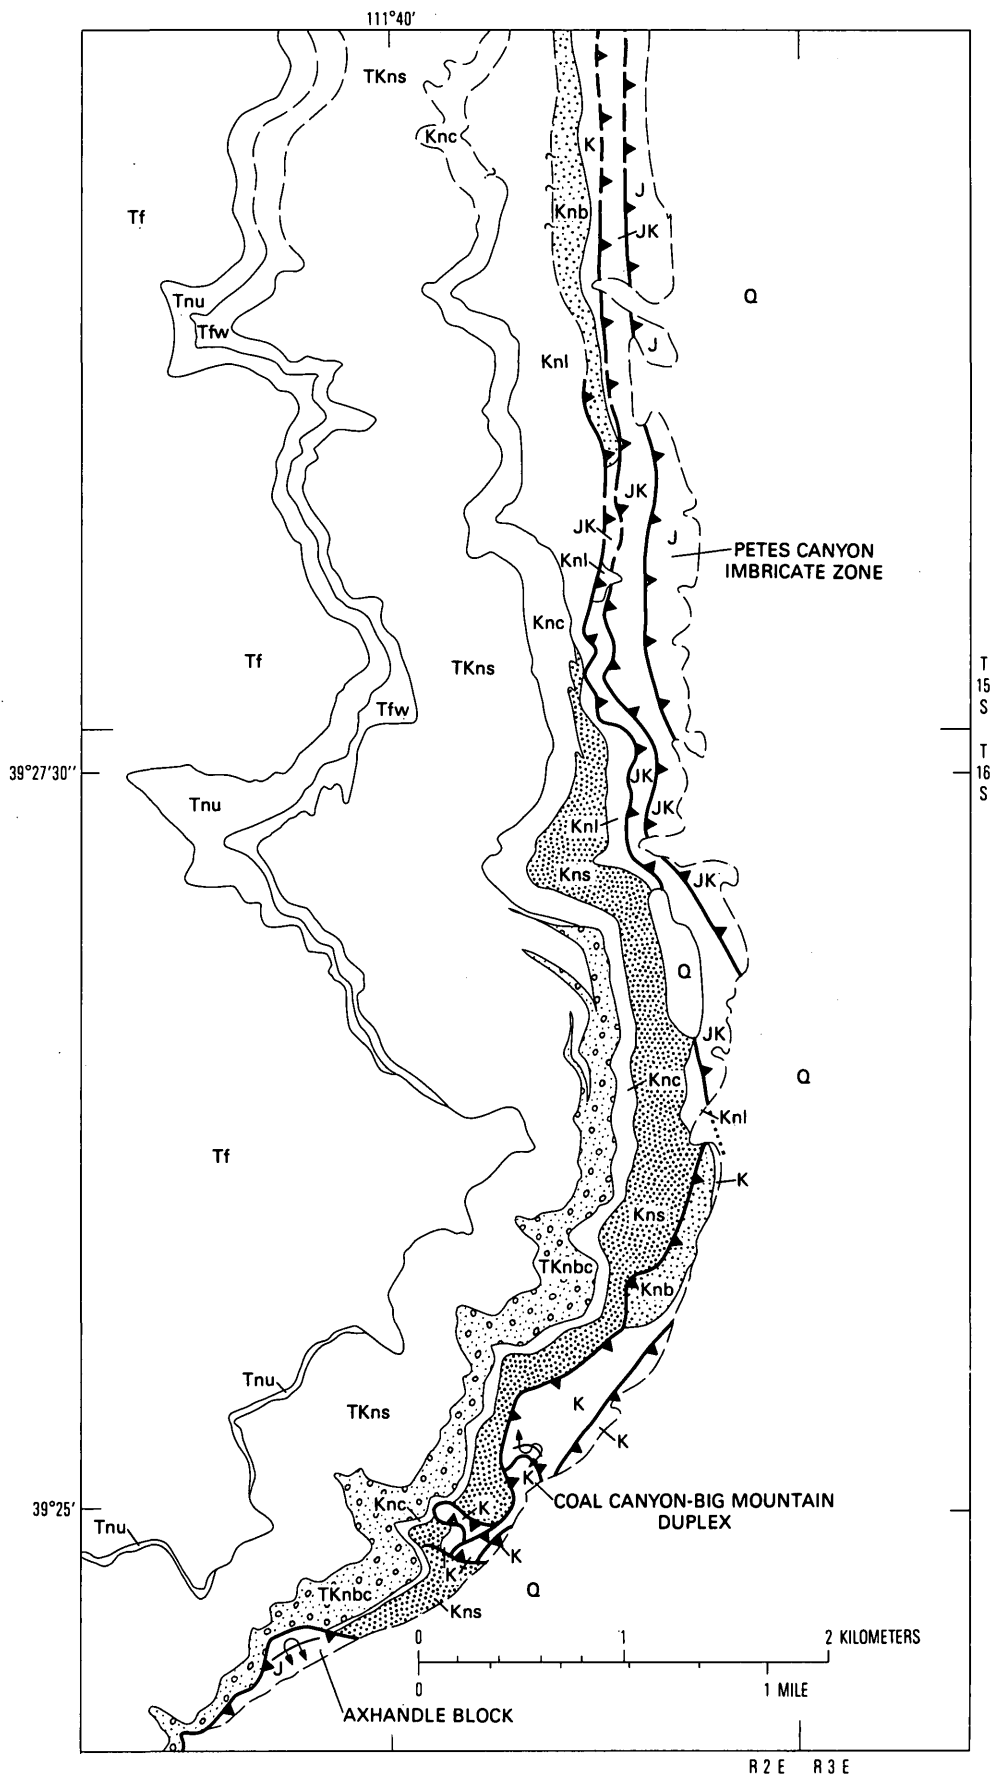 111°40'
TKns
Knc
K
Tf
J
Knb
JK
Q
Tnu
Tfw
J
Knl
JK
JK
J
PETES CANYON
IMBRICATE ZONE
Knl
Knc
T
15
S
Tf
TKns
Tfw
T
16
S
39°27'30''
JK
Tnu
JK
Knl
Kns
JK
Q
JK
Knc
Q
Knl
Tf
K
Kns
TKnbc
Knb
Tnu
TKns
K
K
K
COAL CANYON-BIG MOUNTAIN
DUPLEX
39°25'
Knc
K
Tnu
K
K
Q
TKnbc
Kns
0 1 2 KILOMETERS
J
0 1 MILE
AXHANDLE BLOCK
R 2 E R 3 E